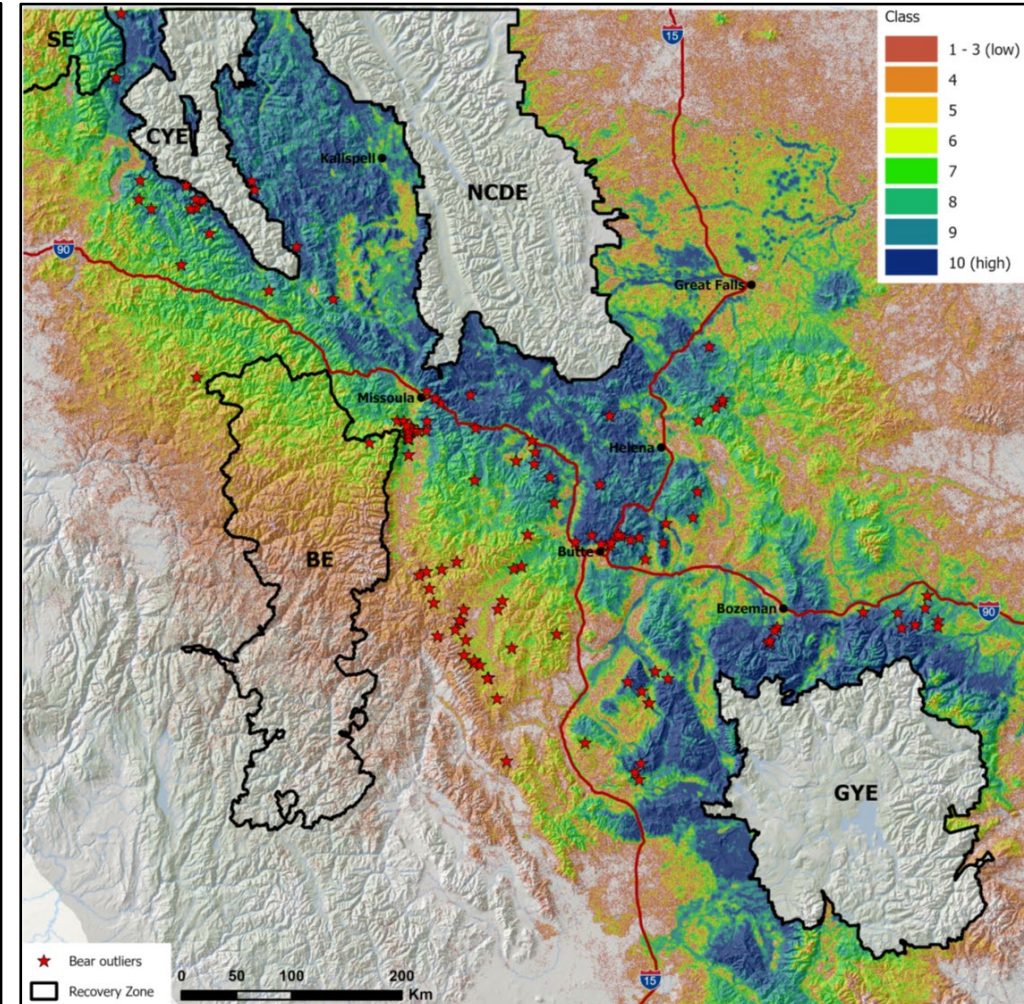 SE
15
Class
1 - 3 (low)
4
5
6
7
8
9
10 (high)
CYE
Kalispell
NCDE
90
Great Falls
Missoula
Helena
BE
Butte
Bozeman
90
GYE
Bear outliers
Recovery Zone
0 50 100 200
Km
15